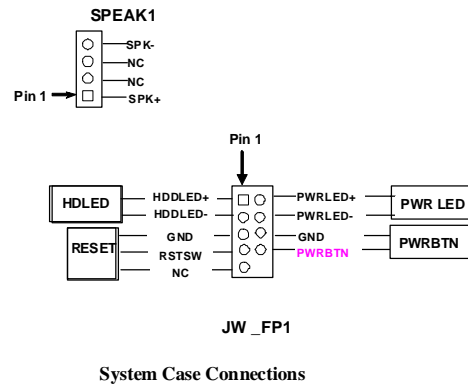 SPEAK1
SPK-
NC
NC
Pin 1 SPK+
Pin 1
HDLED HDDLED+ PWRLED+ PWR LED
HDDLED- PWRLED-
RESET GND GND PWRBTN
RSTSW PWRBTN
NC
JW _FP1
System Case Connections